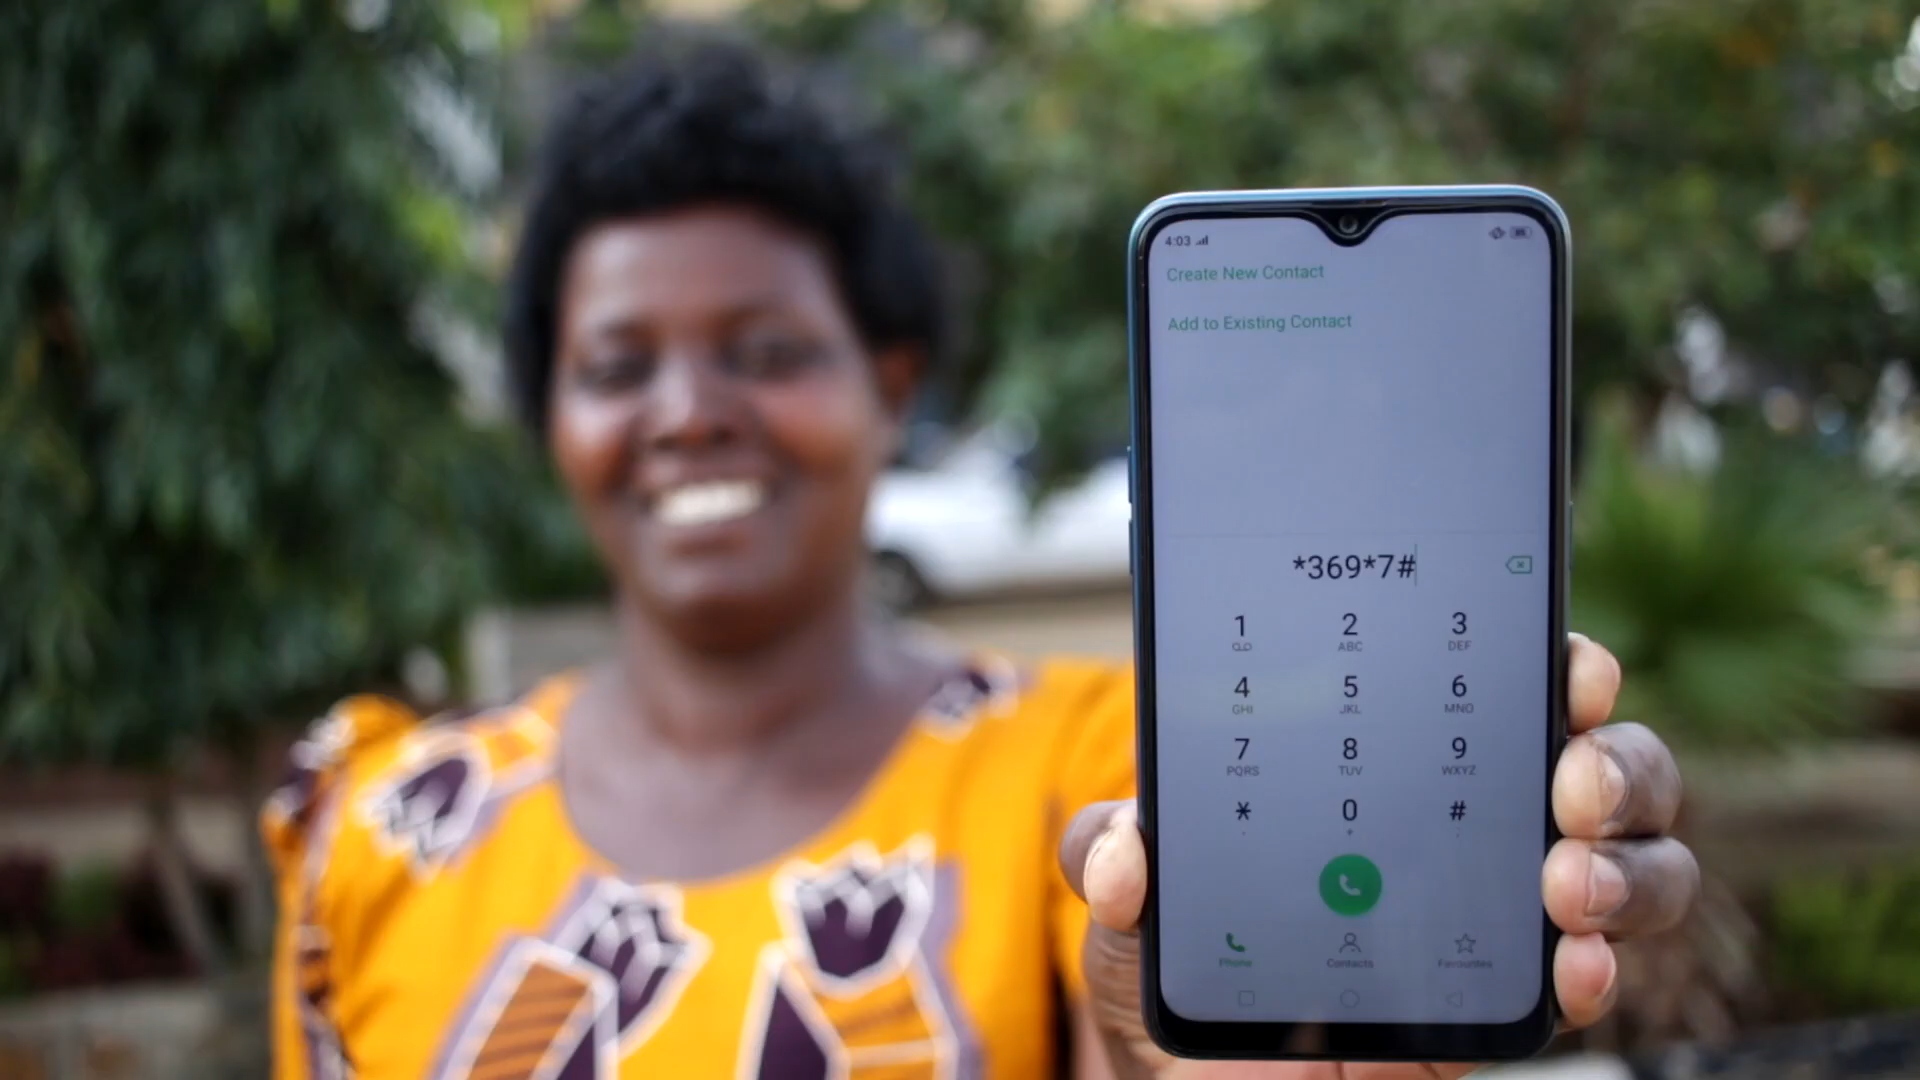 4:03
Create New Contact
Add to Existing Contact
*369*7#
1 2 3
ABC DEF
4 5 6
GHI JKL MNO
7 8 9
PQRS TUV WXYZ
* 0 #
+
Phone Contacts Favourites